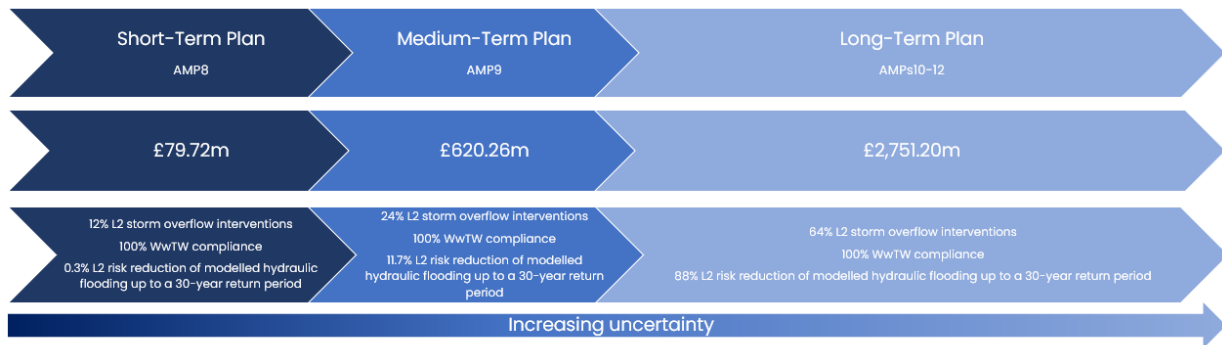 Short-Term Plan
AMP8
Medium-Term Plan
AMP9
Long-Term Plan
AMPs10-12
£79.72m
£620.26m
£2,751.20m
12% L2 storm overflow interventions
100% WwTW compliance
0.3% L2 risk reduction of modelled hydraulic
flooding up to a 30-year return period
24% L2 storm overflow interventions
100% WwTW compliance
11.7% L2 risk reduction of modelled
hydraulic flooding up to a 30-year return
period
64% L2 storm overflow interventions
100% WwTW compliance
88% L2 risk reduction of modelled hydraulic flooding up to a 30-year return period
Increasing uncertainty